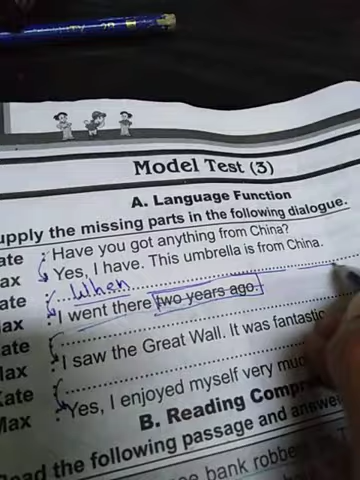 Model Test (3)
A. Language Function
upply the missing parts in the following dialogue.
ate : Have you got anything from China?
ax Yes, I have. This umbrella is from China.
ate : When
ax : I went there two years ago.
ate :
Max I saw the Great Wall. It was fantastic
Kate :
Max Yes, I enjoyed myself very muc
B. Reading Compr
ead the following passage and answe
bank robbe